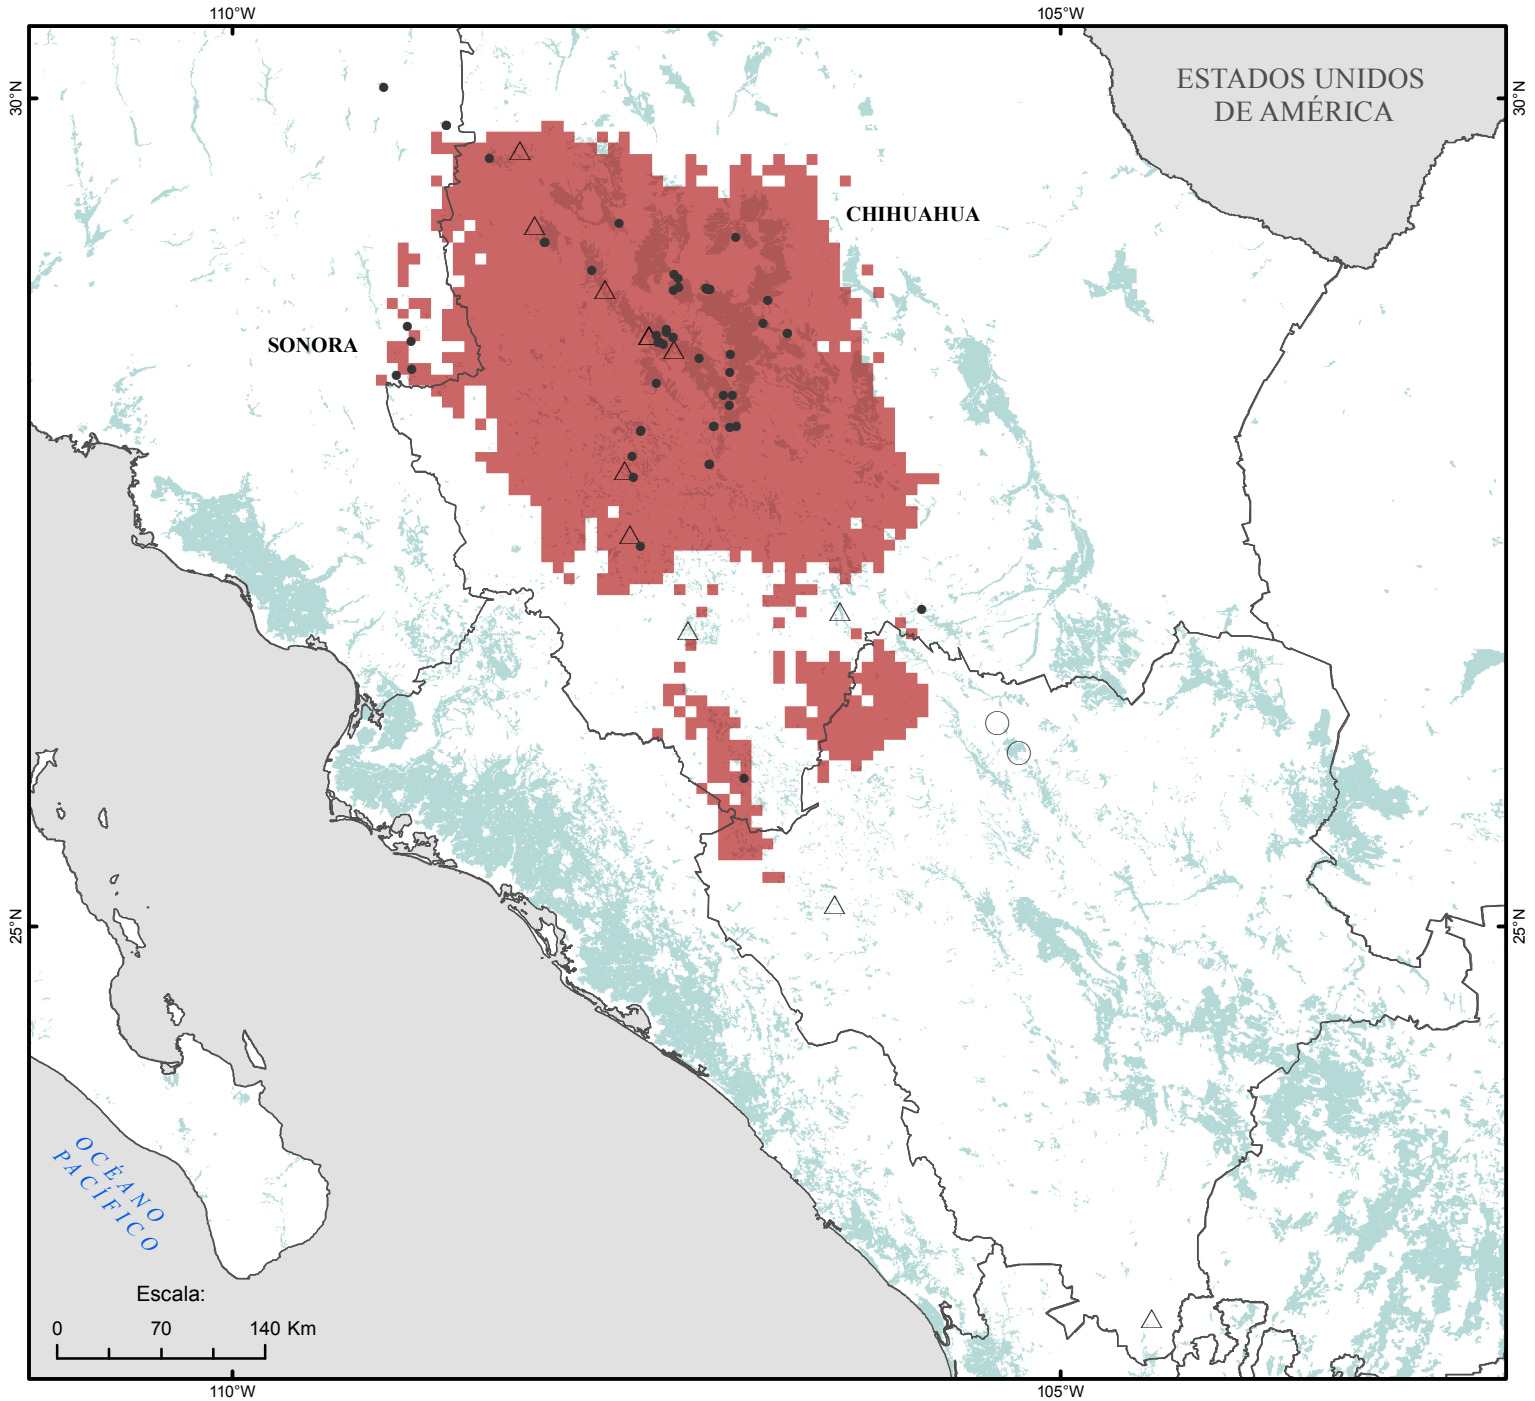 110°W
105°W
30°N
30°N
ESTADOS UNIDOS
DE AMÉRICA
CHIHUAHUA
SONORA
25°N
25°N
OCÉANO
PACÍFICO
Escala:
0 70 140 Km
110°W
105°W